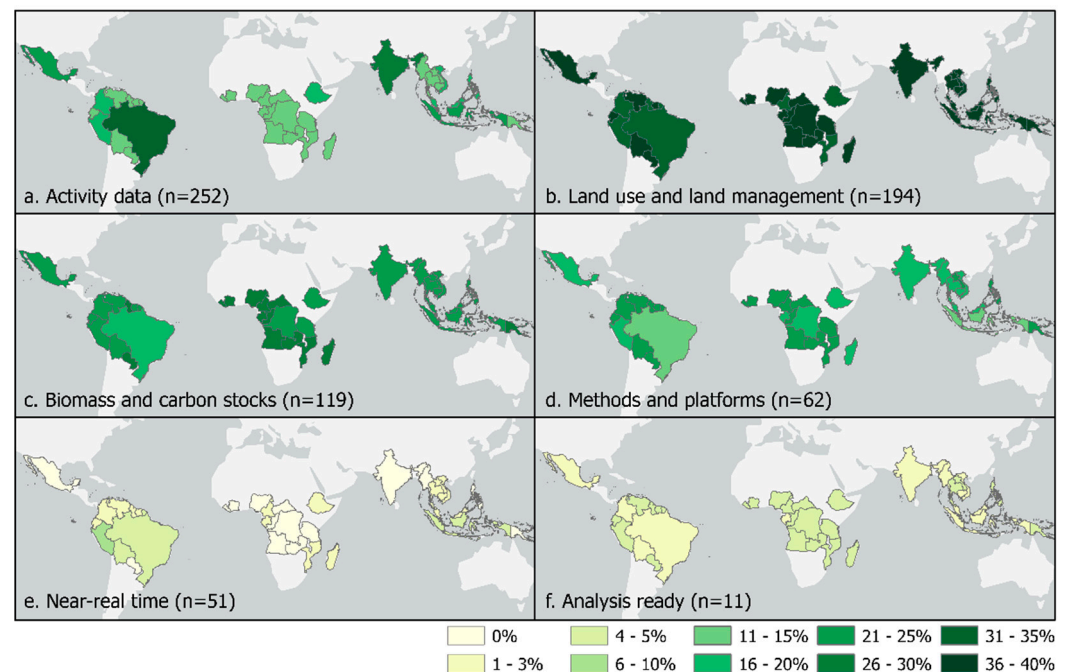 a. Activity data (n=252)
b. Land use and land management (n=194)
c. Biomass and carbon stocks (n=119)
d. Methods and platforms (n=62)
e. Near-real time (n=51)
f. Analysis ready (n=11)
0% 4 - 5% 11 - 15% 21 - 25% 31 - 35%
1 - 3% 6 - 10% 16 - 20% 26 - 30% 36 - 40%